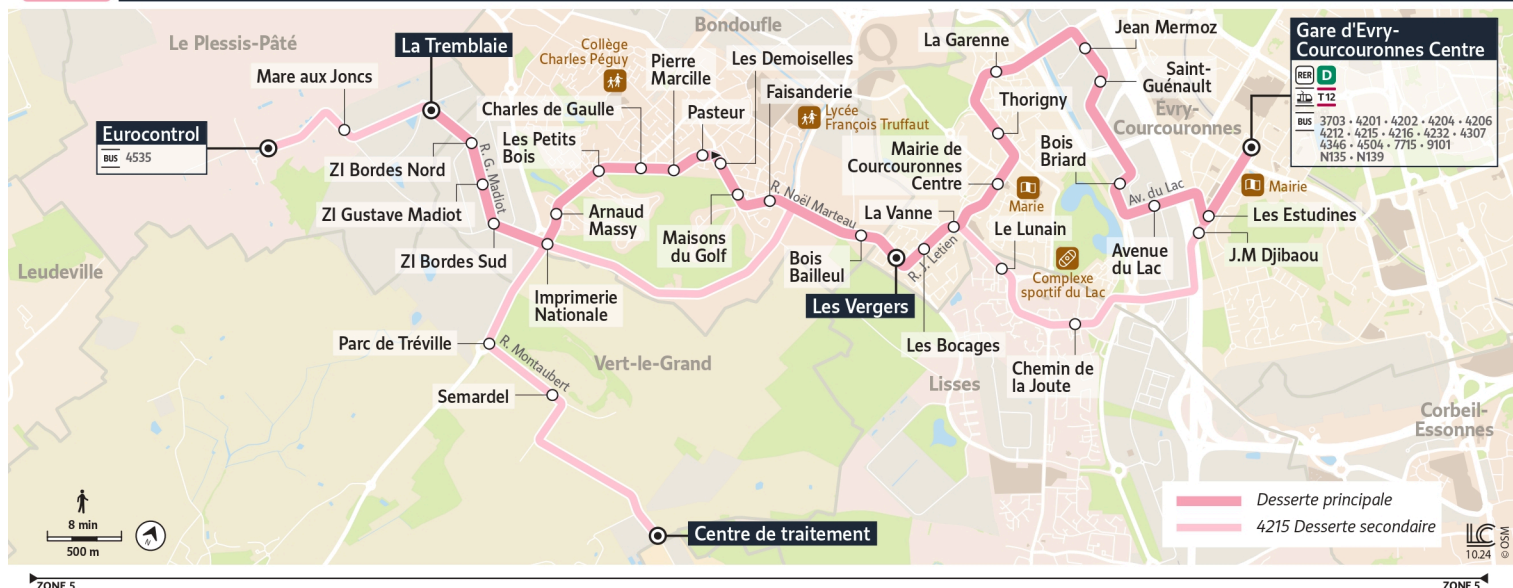 Le Plessis-Pâté
Bondoufle
Jean Mermoz
La Tremblaie
Collège
Charles Péguy
La Garenne
Gare d'Evry-
Courcouronnes Centre
RER D
T12
BUS
3703 • 4201 • 4202 • 4204 • 4206
4212 • 4215 • 4216 • 4232 • 4307
4346 • 4504 • 7715 • 9101
N135 • N139
Mare aux Joncs
Pierre
Marcille
Les Demoiselles
Saint-
Guénault
Charles de Gaulle
Faisanderie
Thorigny
Évry-
Courcouronnes
Pasteur
Lycée
François Truffaut
Eurocontrol
BUS 4535
Les Petits
Bois
Mairie de
Courcouronnes
Centre
Bois
Briard
ZI Bordes Nord
R. G. Madiot
R. Noël Marteau
Av. du Lac
Mairie
Marie
ZI Gustave Madiot
Arnaud
Massy
La Vanne
Les Estudines
Maisons
du Golf
Le Lunain
ZI Bordes Sud
Bois
Bailleul
R. J. Letien
Avenue
du Lac
J.M Djibaou
Leudeville
Complexe
sportif du Lac
Imprimerie
Nationale
Les Vergers
Parc de Tréville
R. Montaubert
Les Bocages
Vert-le-Grand
Chemin de
la Joute
Lisses
Semardel
Corbeil-
Essonnes
Desserte principale
4215 Desserte secondaire
8 min
500 m
N
Centre de traitement
LC
10.24
© OSM
ZONE 5
ZONE 5